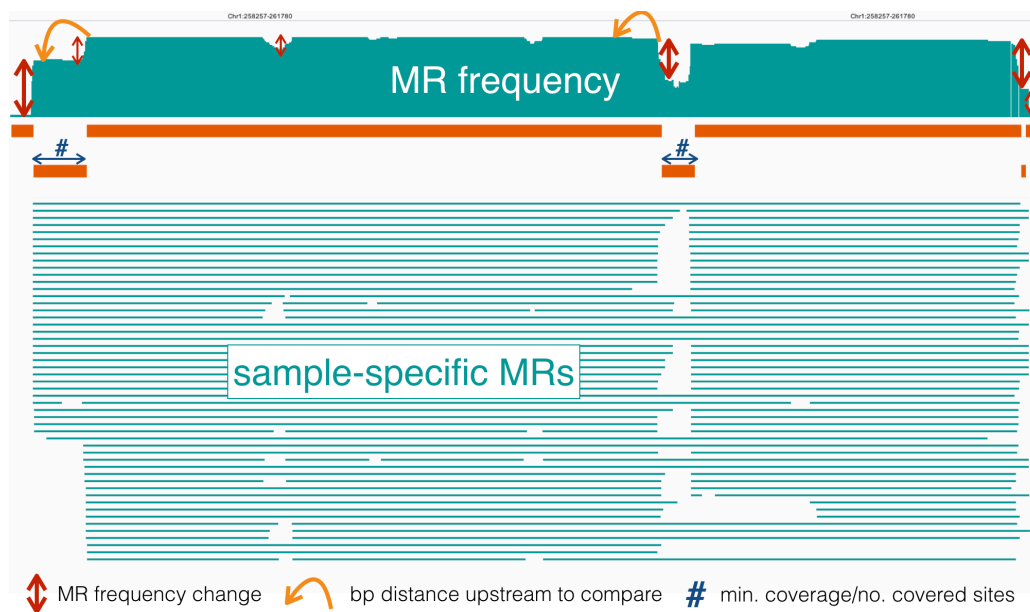 Chr1:258257-261780 Chr1:258257-261780
MR frequency
# #
sample-specific MRs
MR frequency change bp distance upstream to compare # min. coverage/no. covered sites